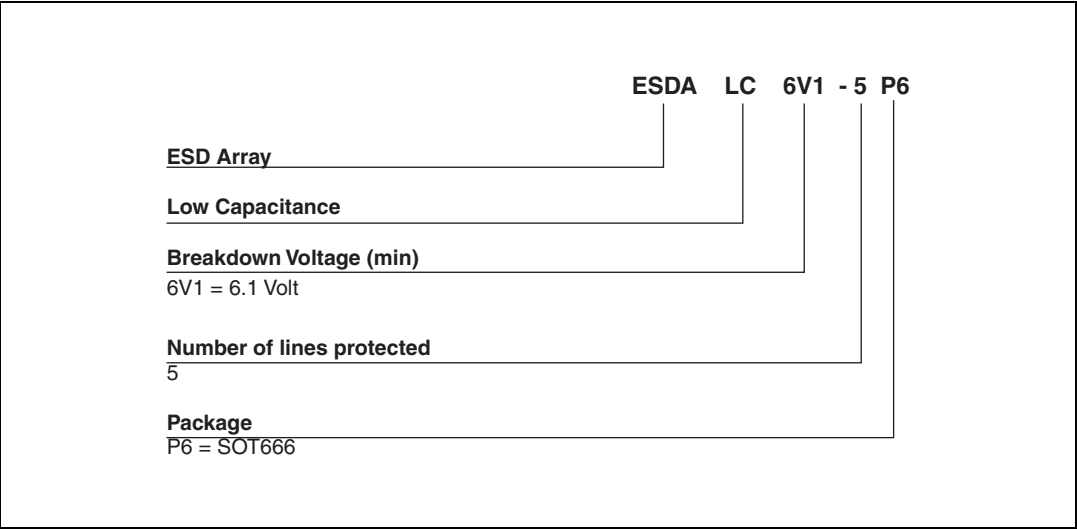 ESDA LC 6V1 - 5 P6
ESD Array
Low Capacitance
Breakdown Voltage (min)
6V1 = 6.1 Volt
Number of lines protected
5
Package
P6 = SOT666